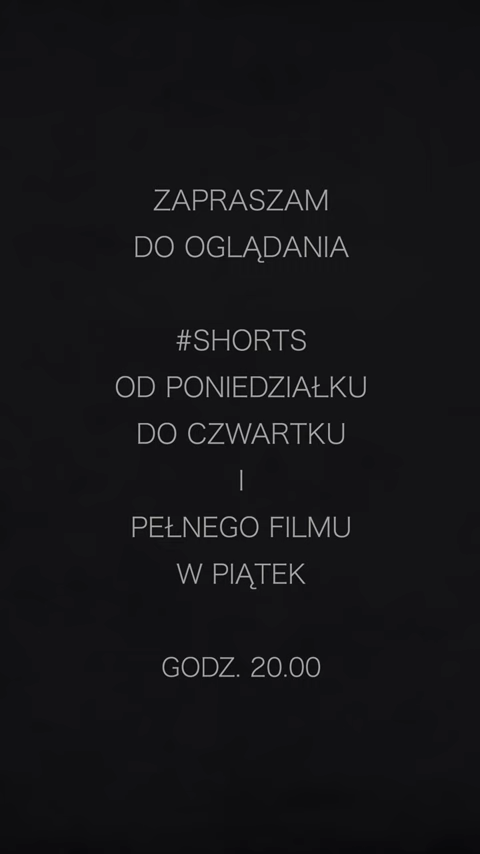 ZAPRASZAM
DO OGLĄDANIA
#SHORTS
OD PONIEDZIAŁKU
DO CZWARTKU
I
PEŁNEGO FILMU
W PIĄTEK
GODZ. 20.00